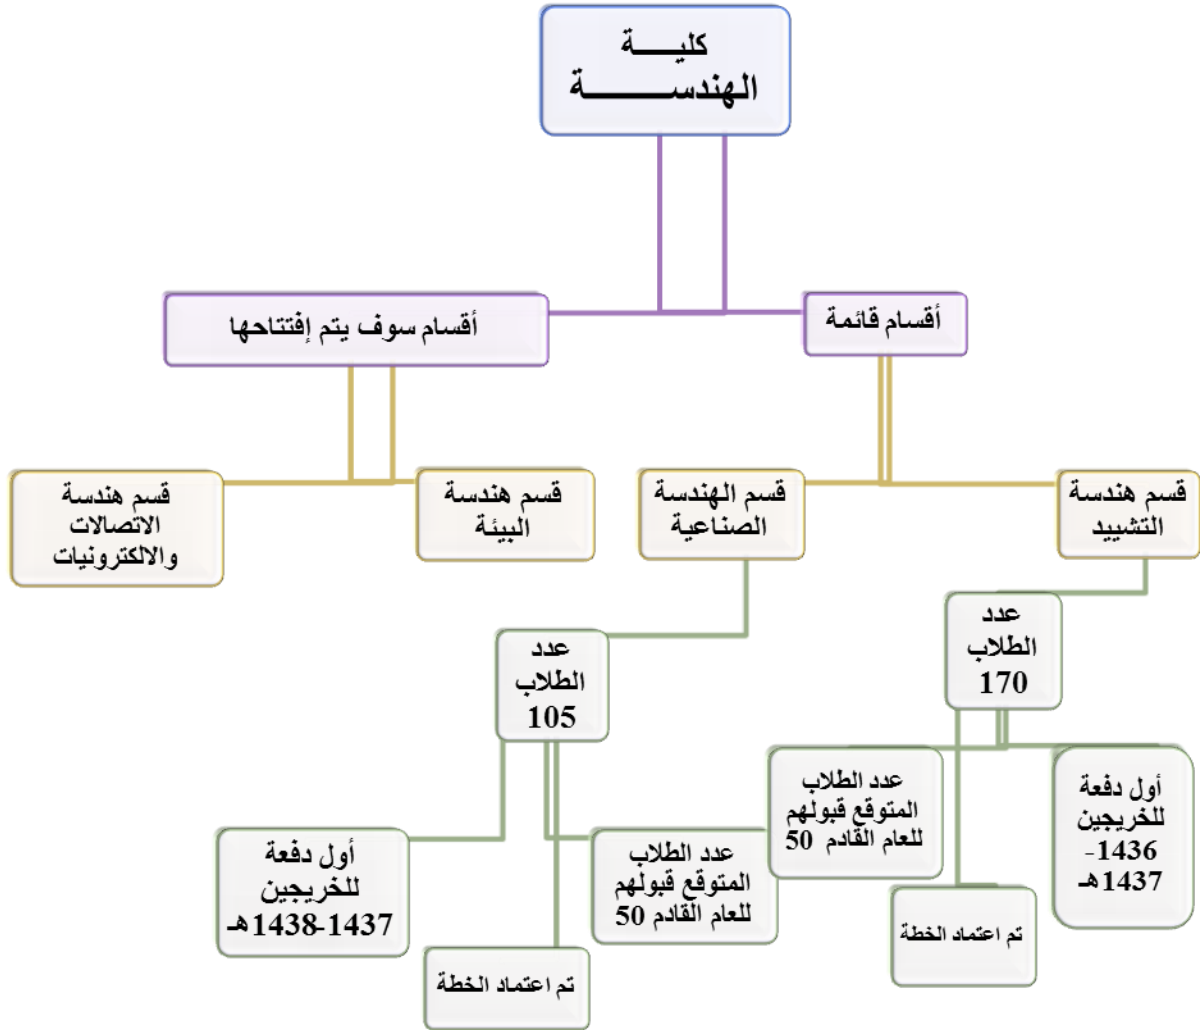 كليـــــة
الهندســـــــــــة
أقسام قائمة
أقسام سوف يتم إفتتاحها
قسم هندسة
التشييد
قسم الهندسة
الصناعية
قسم هندسة
البيئة
قسم هندسة
الاتصالات
والالكترونيات
عدد
الطلاب
170
أول دفعة
للخريجين
1436-
1437هـ
عدد الطلاب
المتوقع قبولهم
للعام القادم 50
تم اعتماد الخطة
عدد
الطلاب
105
عدد الطلاب
المتوقع قبولهم
للعام القادم 50
أول دفعة
للخريجين
1437-1438هـ
تم اعتماد الخطة